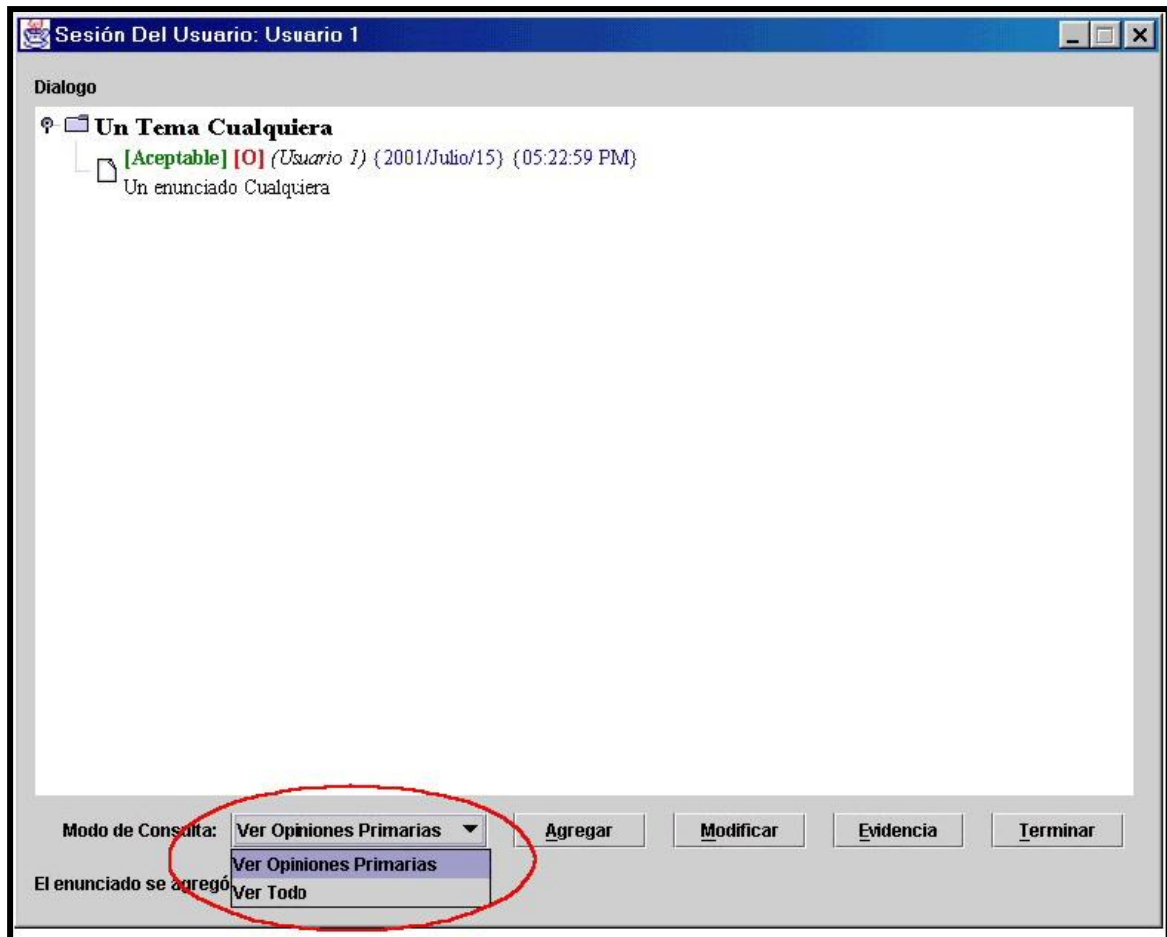 Sesión Del Usuario: Usuario 1
Dialogo
Un Tema Cualquiera
[Aceptable] [O] (Usuario 1) {2001/Julio/15} {05:22:59 PM}
Un enunciado Cualquiera
Modo de Consulta: Ver Opiniones Primarias Agregar Modificar Evidencia Terminar
Ver Opiniones Primarias
El enunciado se agregó Ver Todo